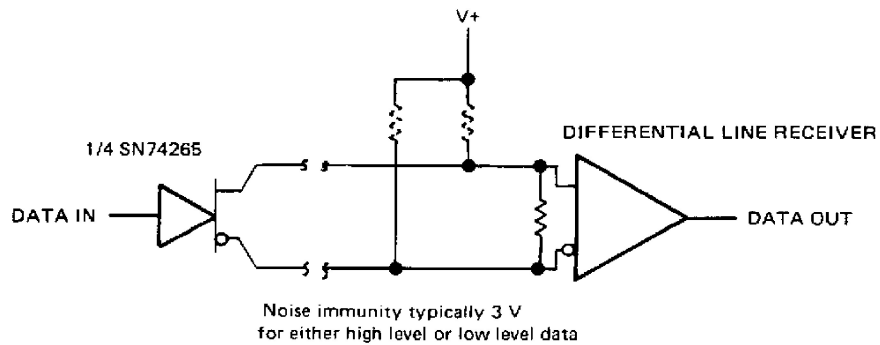 V+
DIFFERENTIAL LINE RECEIVER
1/4 SN74265
DATA IN
DATA OUT
Noise immunity typically 3 V
for either high level or low level data